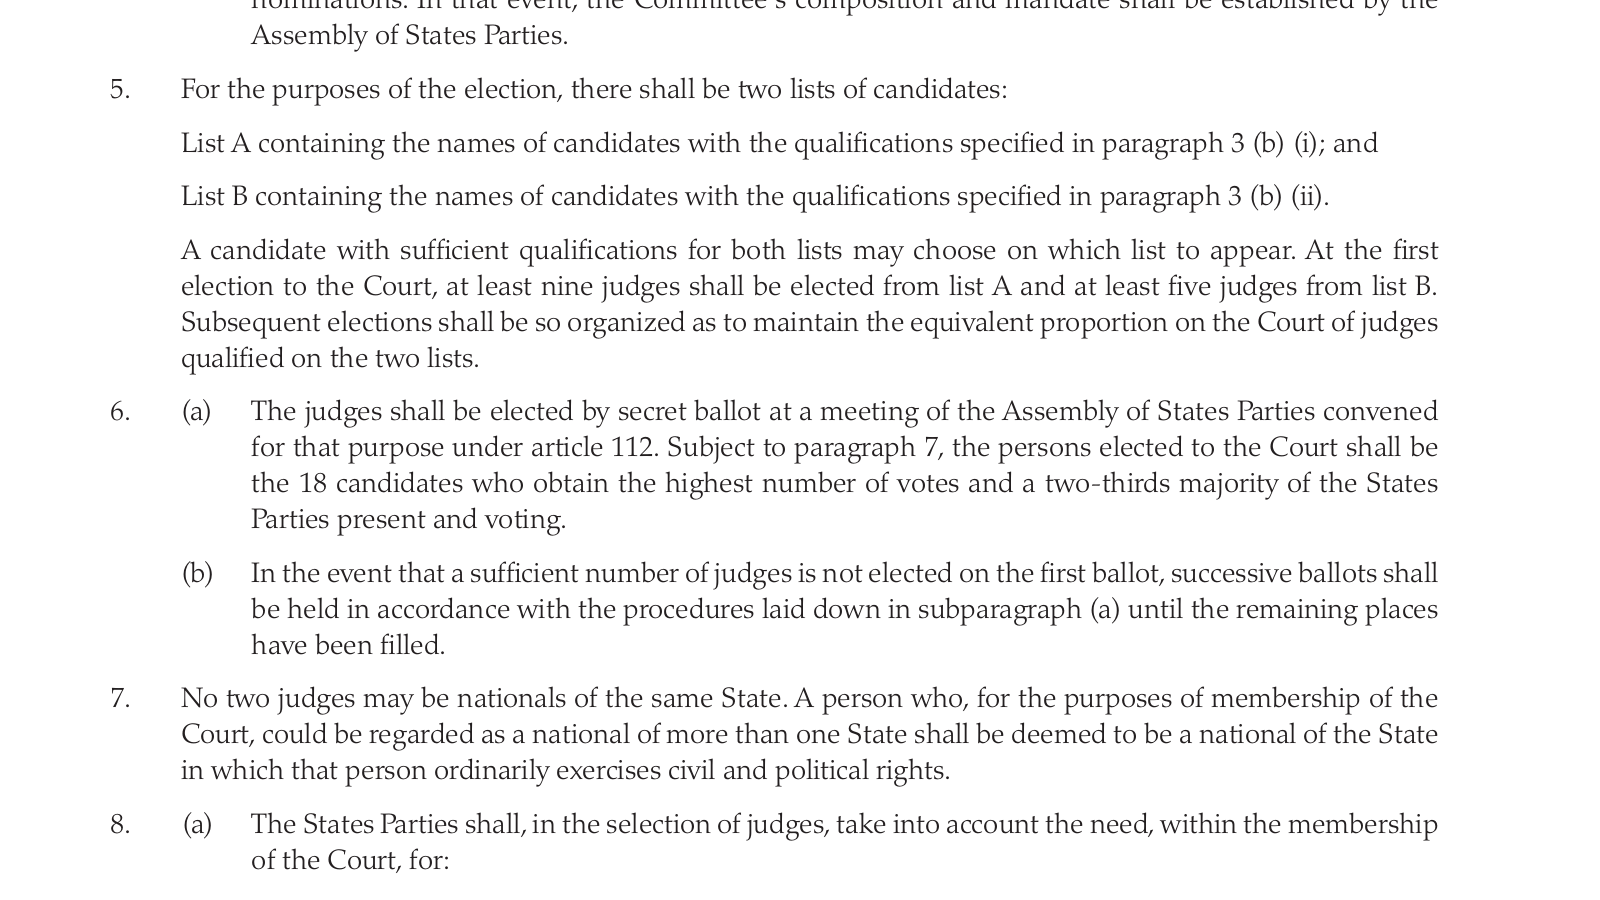 nominations. In that event, the Committee's composition and mandate shall be established by the
Assembly of States Parties.
5. For the purposes of the election, there shall be two lists of candidates:
List A containing the names of candidates with the qualifications specified in paragraph 3 (b) (i); and
List B containing the names of candidates with the qualifications specified in paragraph 3 (b) (ii).
A candidate with sufficient qualifications for both lists may choose on which list to appear. At the first
election to the Court, at least nine judges shall be elected from list A and at least five judges from list B.
Subsequent elections shall be so organized as to maintain the equivalent proportion on the Court of judges
qualified on the two lists.
6. (a) The judges shall be elected by secret ballot at a meeting of the Assembly of States Parties convened
for that purpose under article 112. Subject to paragraph 7, the persons elected to the Court shall be
the 18 candidates who obtain the highest number of votes and a two-thirds majority of the States
Parties present and voting.
(b) In the event that a sufficient number of judges is not elected on the first ballot, successive ballots shall
be held in accordance with the procedures laid down in subparagraph (a) until the remaining places
have been filled.
7. No two judges may be nationals of the same State. A person who, for the purposes of membership of the
Court, could be regarded as a national of more than one State shall be deemed to be a national of the State
in which that person ordinarily exercises civil and political rights.
8. (a) The States Parties shall, in the selection of judges, take into account the need, within the membership
of the Court, for: